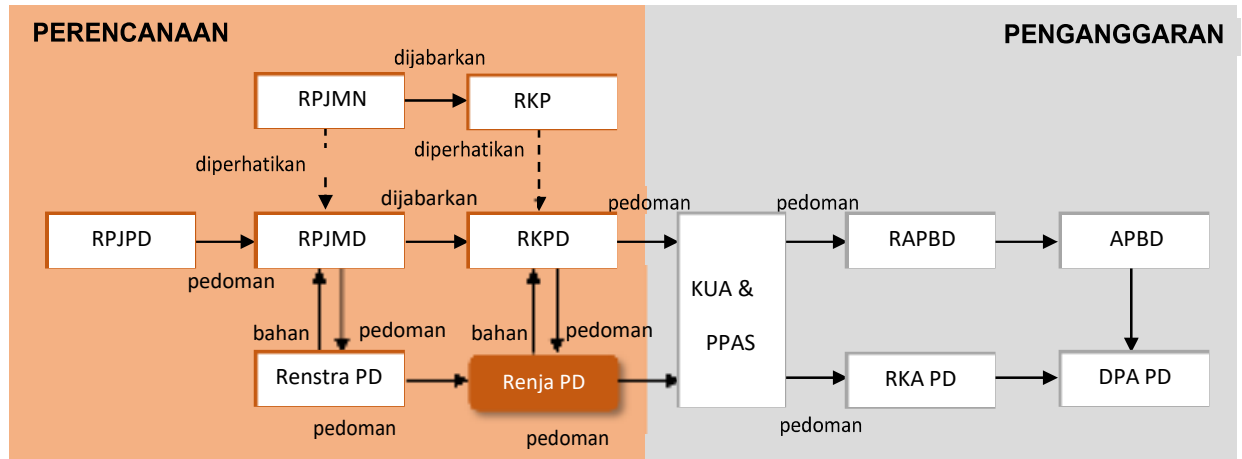 PERENCANAAN
PENGANGGARAN
dijabarkan
RPJMN
RKP
diperhatikan
diperhatikan
dijabarkan
pedoman
pedoman
RPJPD
RPJMD
RKPD
RAPBD
APBD
pedoman
KUA &
bahan
pedoman
bahan
pedoman
PPAS
Renstra PD
Renja PD
RKA PD
DPA PD
pedoman
pedoman
pedoman